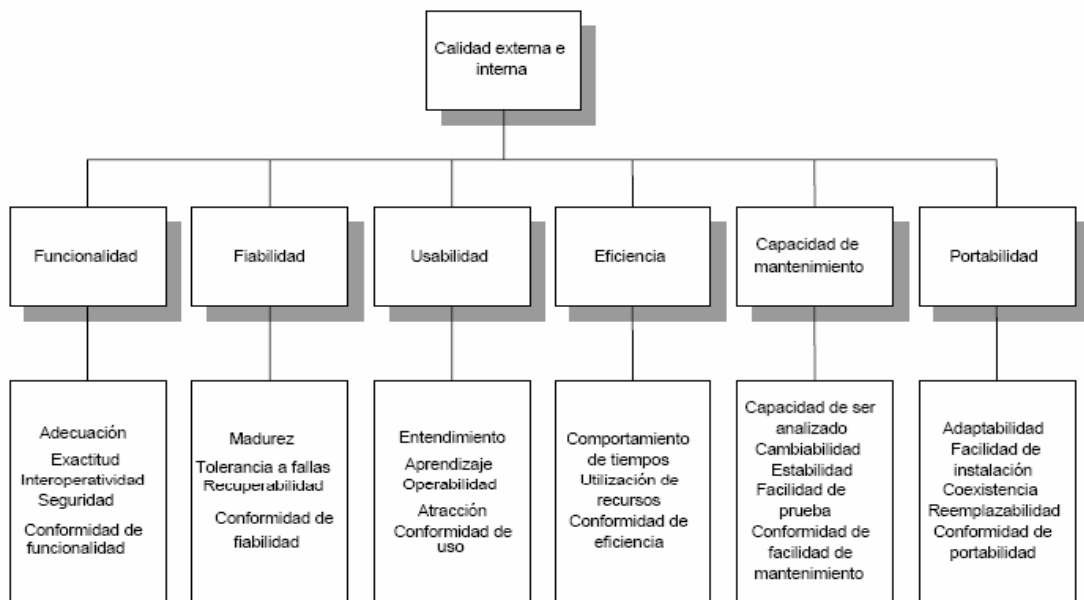 Calidad externa e
interna
Funcionalidad
Fiabilidad
Usabilidad
Eficiencia
Capacidad de
mantenimiento
Portabilidad
Adecuación
Exactitud
Interoperatividad
Seguridad
Conformidad de
funcionalidad
Madurez
Tolerancia a fallas
Recuperabilidad
Conformidad de
fiabilidad
Entendimiento
Aprendizaje
Operabilidad
Atracción
Conformidad de
uso
Comportamiento
de tiempos
Utilización de
recursos
Conformidad de
eficiencia
Capacidad de ser
analizado
Cambiabilidad
Estabilidad
Facilidad de
prueba
Conformidad de
facilidad de
mantenimiento
Adaptabilidad
Facilidad de
instalación
Coexistencia
Reemplazabilidad
Conformidad de
portabilidad